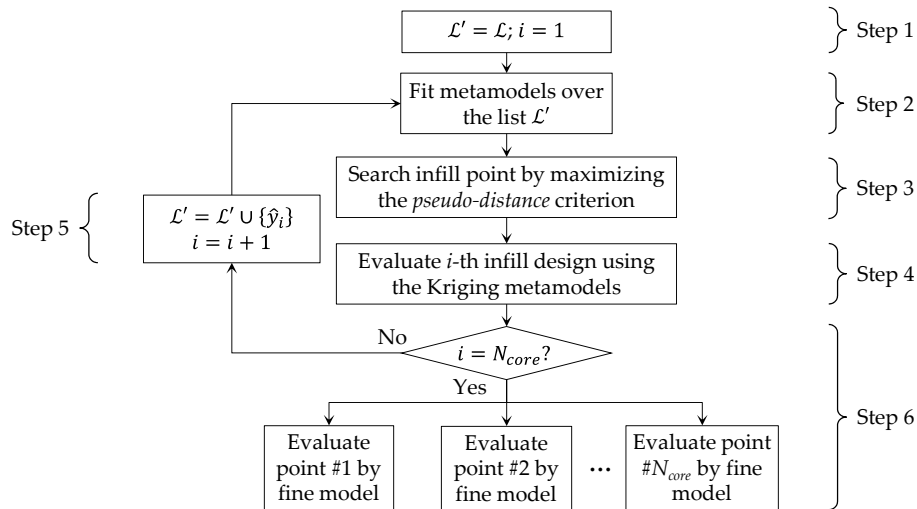 ℒ′ = ℒ; i = 1
Step 1
Fit metamodels over
the list ℒ′
Step 2
Search infill point by maximizing
the pseudo-distance criterion
Step 3
Step 5
ℒ′ = ℒ′ ∪ {ŷᵢ}
i = i + 1
Evaluate i-th infill design using
the Kriging metamodels
Step 4
No
i = N_core?
Yes
Step 6
Evaluate
point #1 by
fine model
Evaluate
point #2 by
fine model
...
Evaluate point
#N_core by fine
model